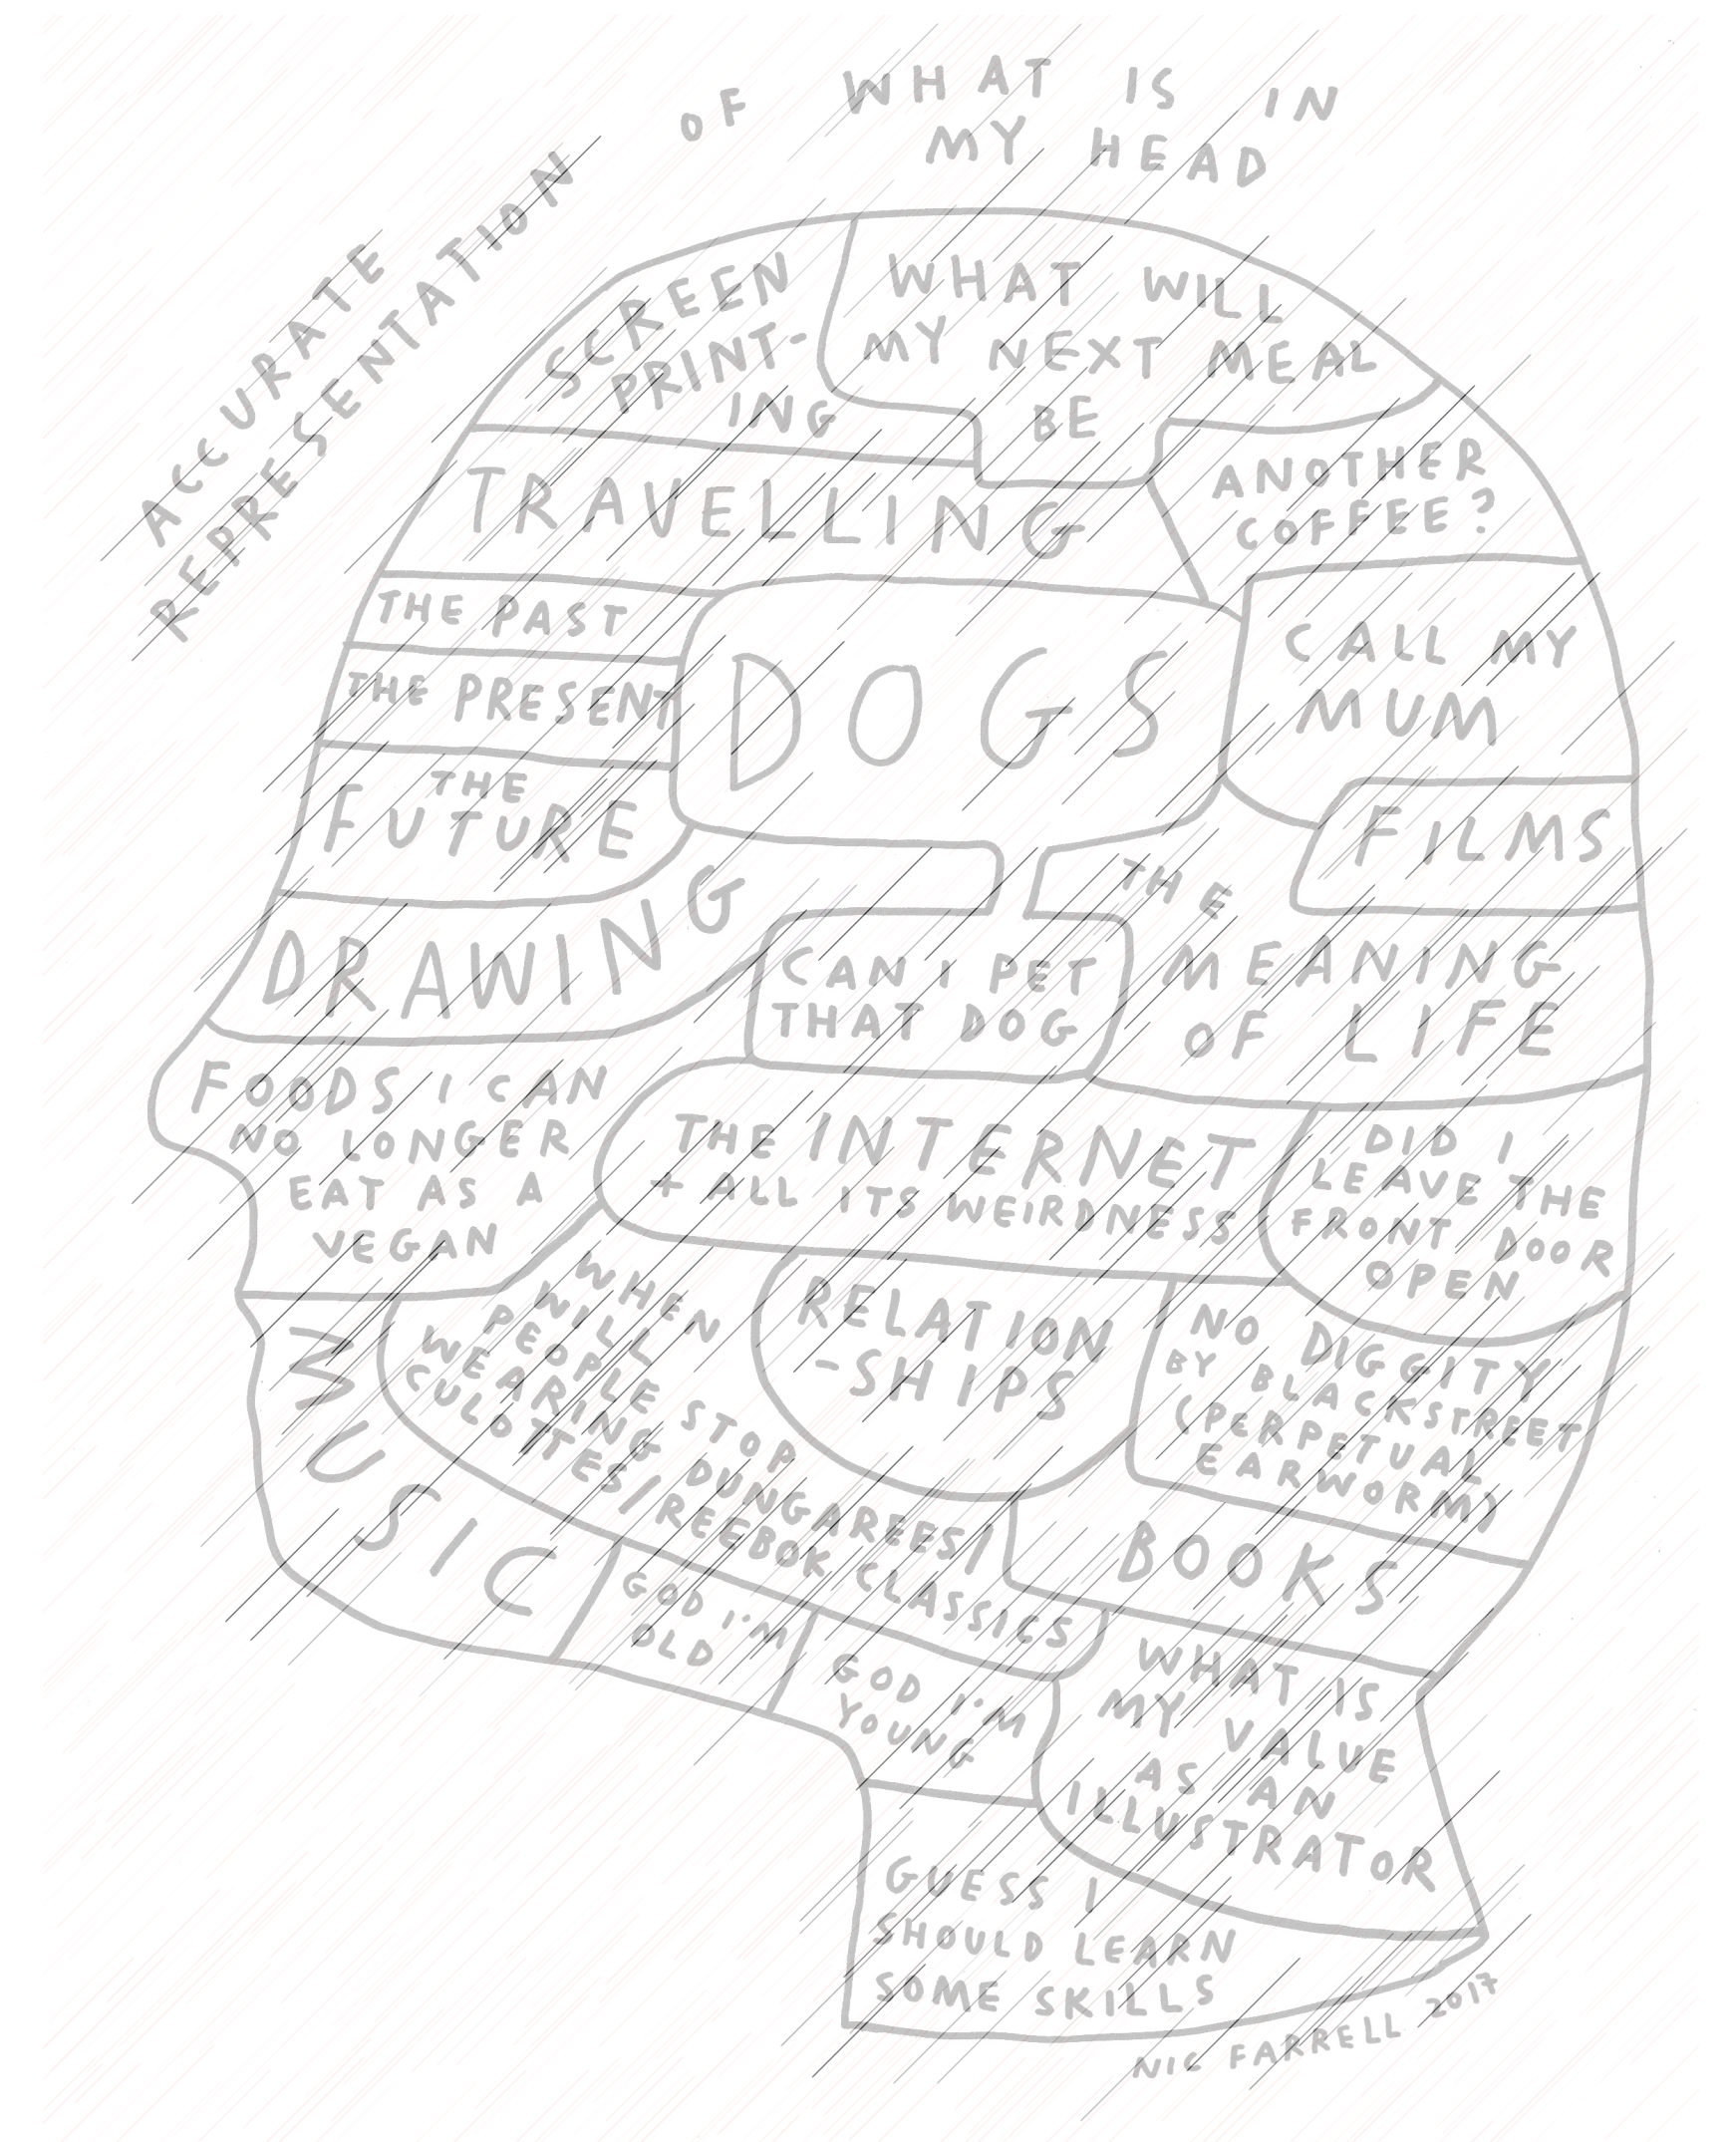 ACCURATE
REPRESENTATION
OF WHAT IS IN
MY HEAD
SCREEN
PRINT-
ING
WHAT WILL
MY NEXT MEAL
BE
TRAVELLING
ANOTHER
COFFEE?
THE PAST
THE PRESENT
THE
FUTURE
DOGS
CALL MY
MUM
FILMS
DRAWING
CAN I PET
THAT DOG
THE
MEANING
OF LIFE
FOODS I CAN
NO LONGER
EAT AS A
VEGAN
THE INTERNET
+ ALL ITS WEIRDNESS
DID I
LEAVE THE
FRONT DOOR
OPEN
MUSIC
WHEN
WILL
PEOPLE STOP
WEARING DUNGAREES/
CULOTTES/REEBOK CLASSICS
RELATION
-SHIPS
NO DIGGITY
BY BLACKSTREET
(PERPETUAL
EARWORM)
BOOKS
GOD I'M
OLD
GOD I'M
YOUNG
WHAT IS
MY VALUE
AS AN
ILLUSTRATOR
GUESS I
SHOULD LEARN
SOME SKILLS
NIC FARRELL 2017